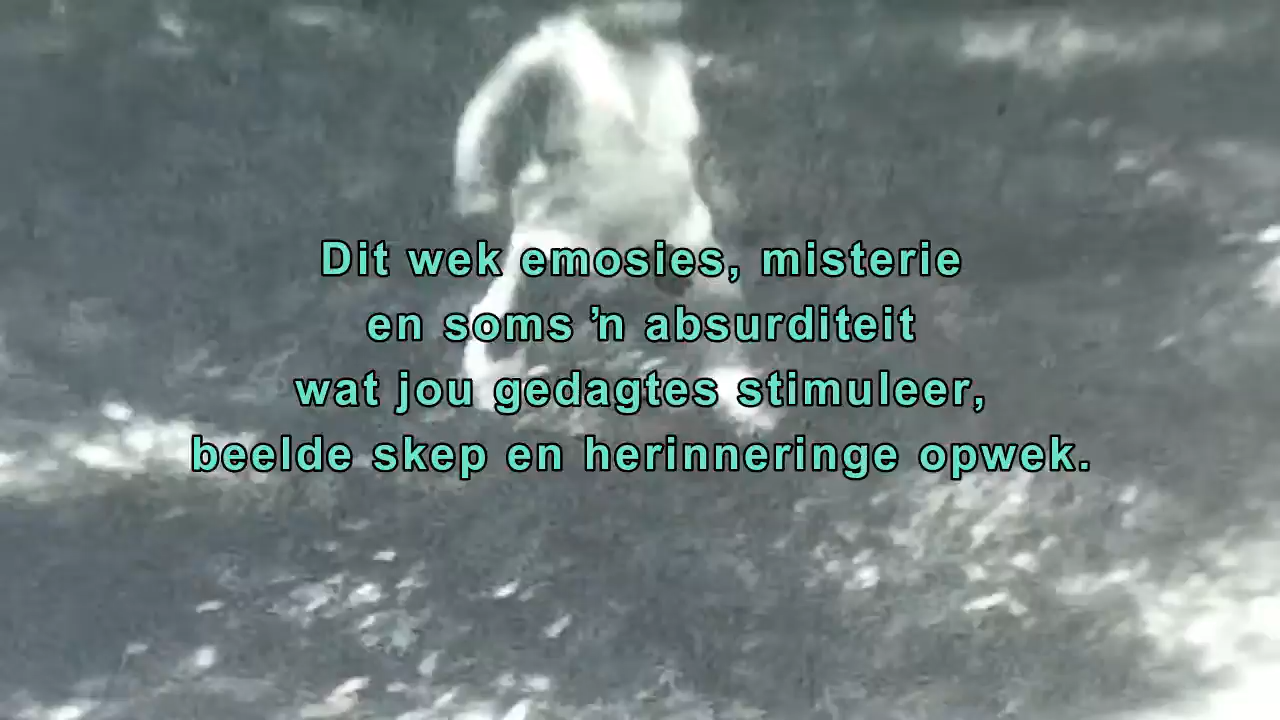 Dit wek emosies, misterie
en soms ’n absurditeit
wat jou gedagtes stimuleer,
beelde skep en herinneringe opwek.